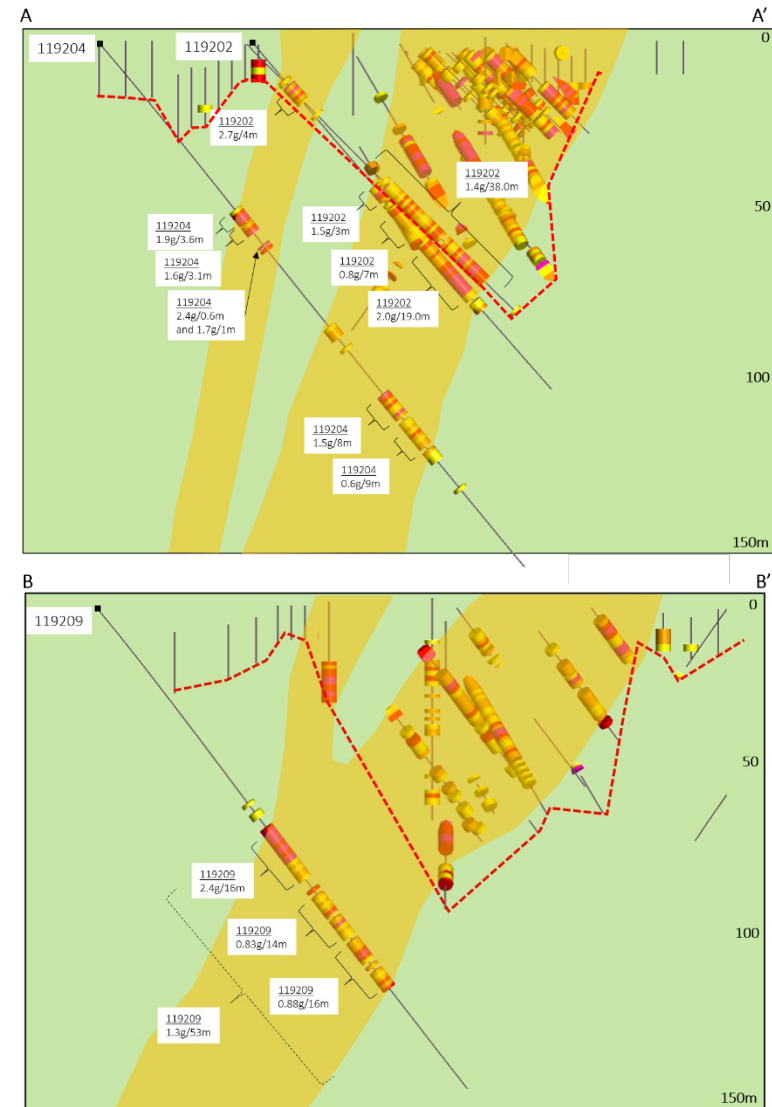 A
A'
119204
119202
0
119202
2.7g/4m
119202
1.4g/38.0m
50
119204
1.9g/3.6m
119202
1.5g/3m
119204
1.6g/3.1m
119202
0.8g/7m
119204
2.4g/0.6m
and 1.7g/1m
119202
2.0g/19.0m
100
119204
1.5g/8m
119204
0.6g/9m
150m
B
B'
0
119209
50
119209
2.4g/16m
119209
0.83g/14m
100
119209
0.88g/16m
119209
1.3g/53m
150m